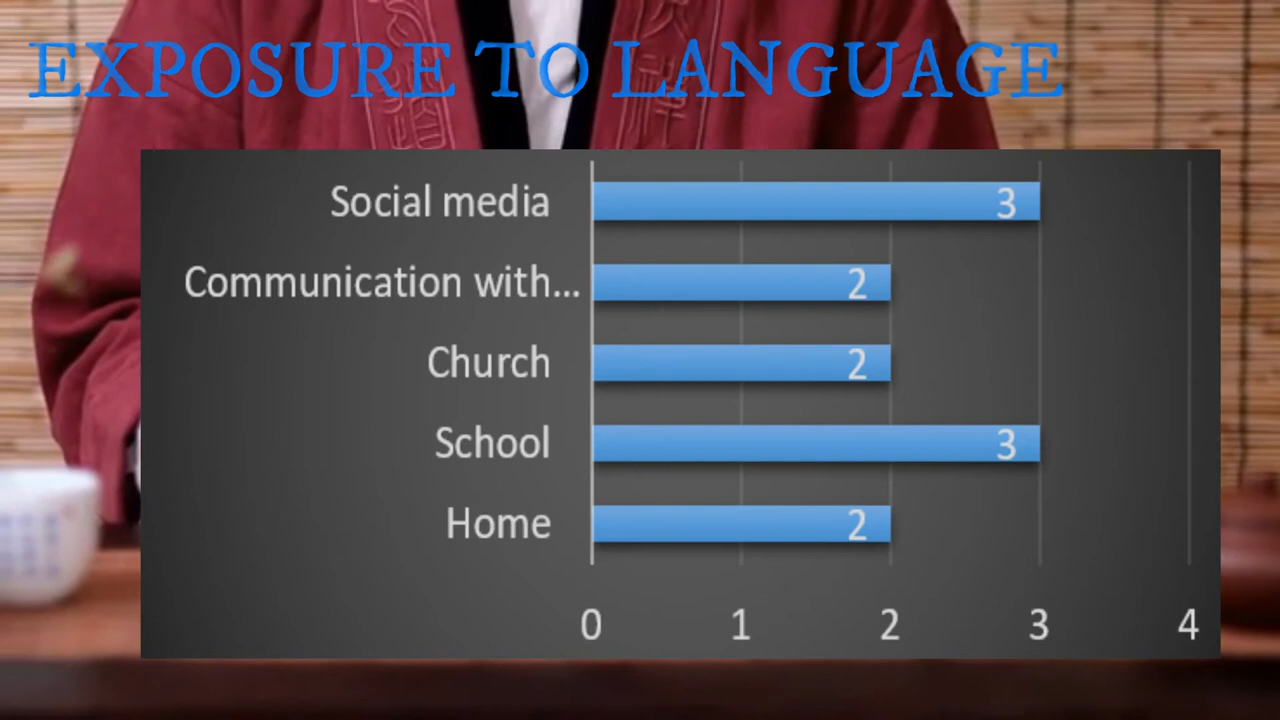 EXPOSURE TO LANGUAGE
Social media 3
Communication with... 2
Church 2
School 3
Home 2
0 1 2 3 4